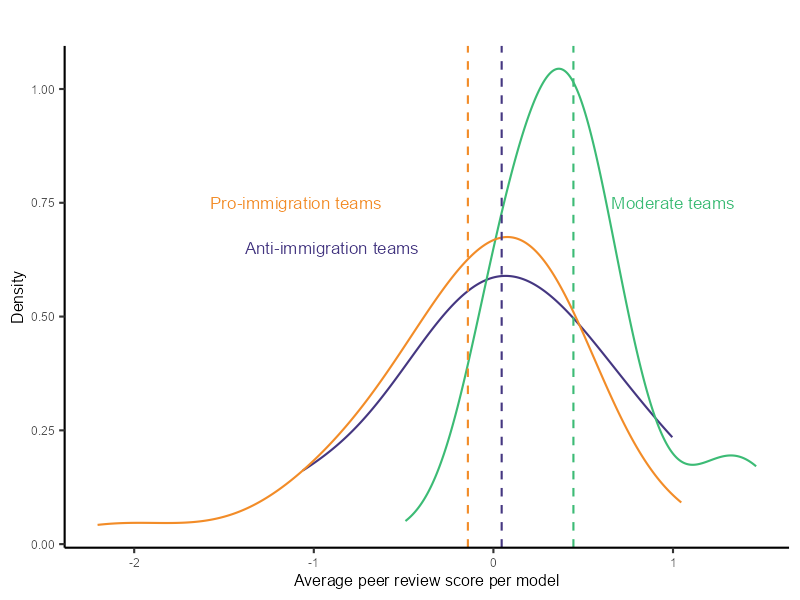 1.00
0.75
0.50
0.25
0.00
Density
Pro-immigration teams
Moderate teams
Anti-immigration teams
-2
-1
0
1
Average peer review score per model